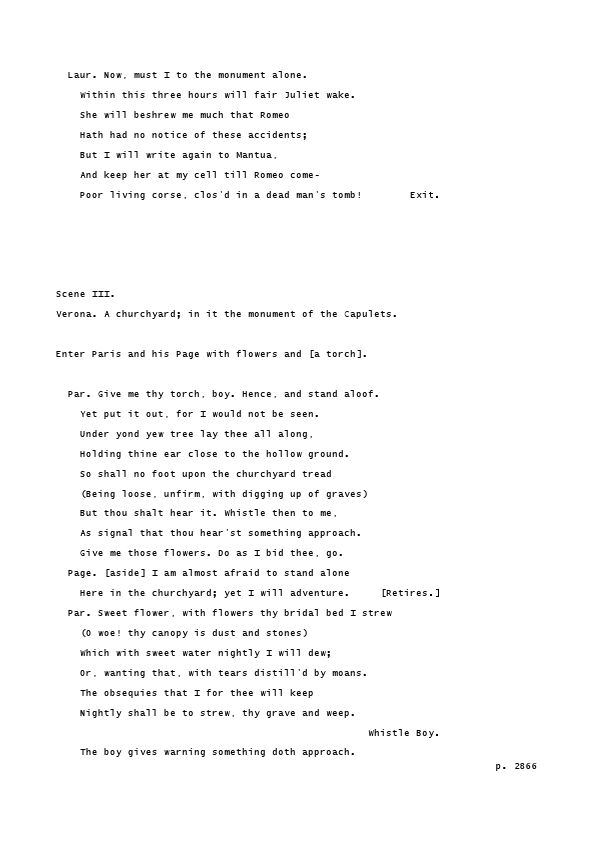 Laur. Now, must I to the monument alone.
Within this three hours will fair Juliet wake.
She will beshrew me much that Romeo
Hath had no notice of these accidents;
But I will write again to Mantua,
And keep her at my cell till Romeo come-
Poor living corse, clos'd in a dead man's tomb! Exit.
Scene III.
Verona. A churchyard; in it the monument of the Capulets.
Enter Paris and his Page with flowers and [a torch].
Par. Give me thy torch, boy. Hence, and stand aloof.
Yet put it out, for I would not be seen.
Under yond yew tree lay thee all along,
Holding thine ear close to the hollow ground.
So shall no foot upon the churchyard tread
(Being loose, unfirm, with digging up of graves)
But thou shalt hear it. Whistle then to me,
As signal that thou hear'st something approach.
Give me those flowers. Do as I bid thee, go.
Page. [aside] I am almost afraid to stand alone
Here in the churchyard; yet I will adventure. [Retires.]
Par. Sweet flower, with flowers thy bridal bed I strew
(O woe! thy canopy is dust and stones)
Which with sweet water nightly I will dew;
Or, wanting that, with tears distill'd by moans.
The obsequies that I for thee will keep
Nightly shall be to strew, thy grave and weep.
Whistle Boy.
The boy gives warning something doth approach.
p. 2866